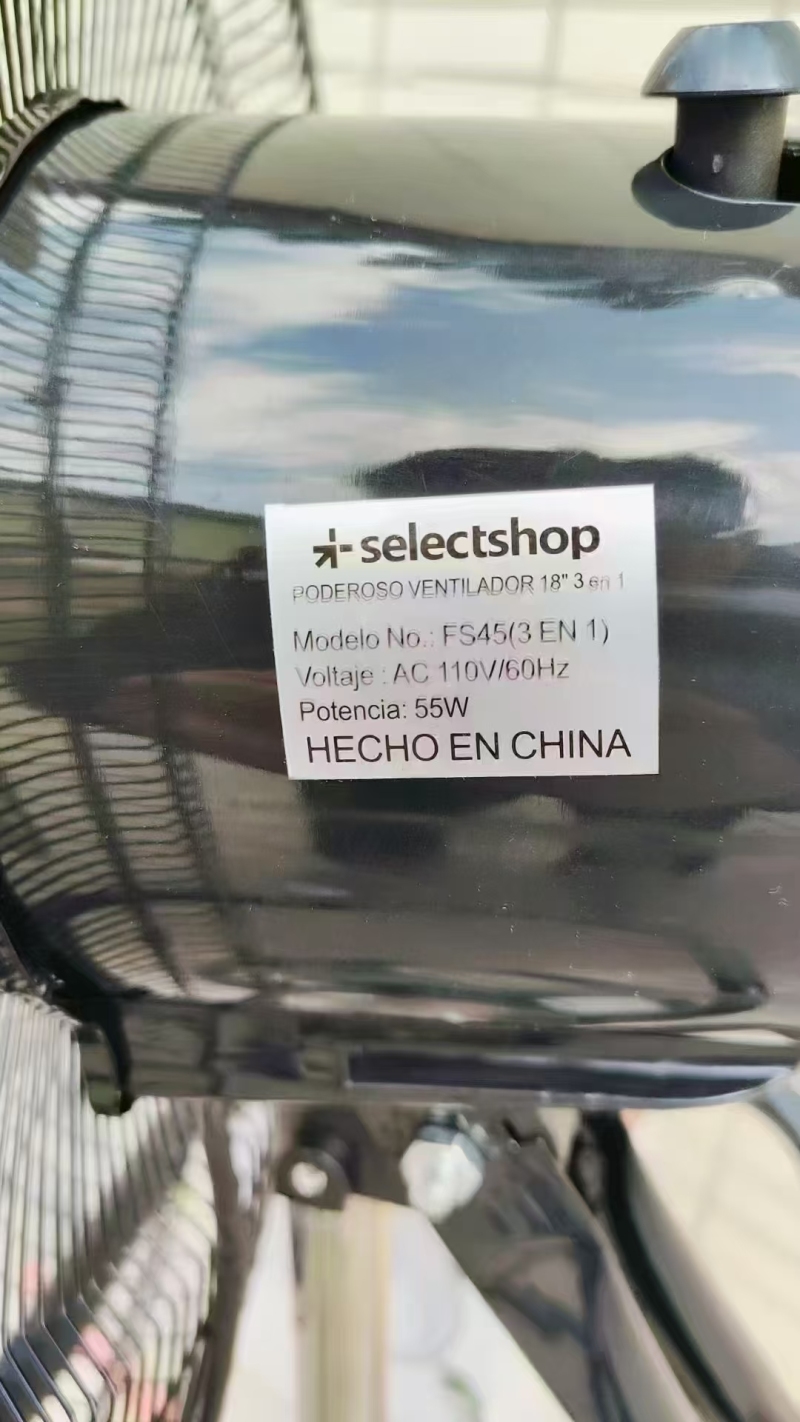 selectshop
PODEROSO VENTILADOR 18" 3 en 1
Modelo No.: FS45(3 EN 1)
Voltaje : AC 110V/60Hz
Potencia: 55W
HECHO EN CHINA